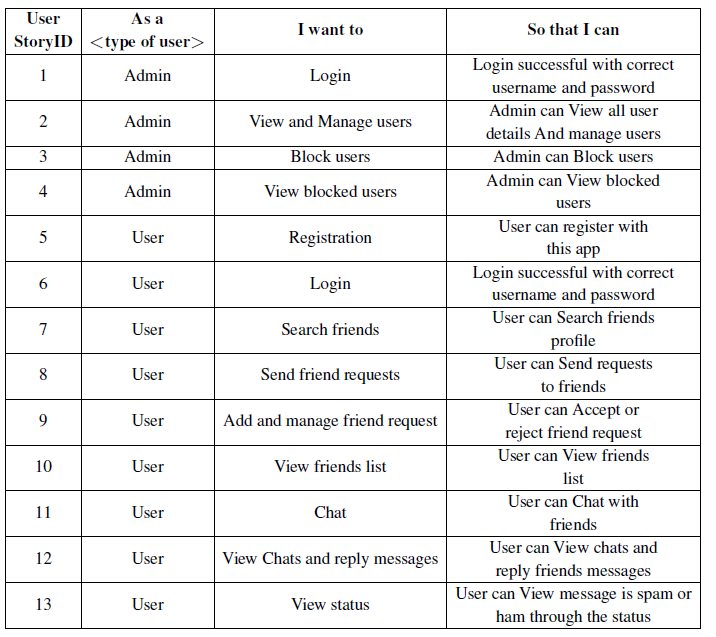 User StoryID | As a <type of user> | I want to | So that I can
1 | Admin | Login | Login successful with correct username and password
2 | Admin | View and Manage users | Admin can View all user details And manage users
3 | Admin | Block users | Admin can Block users
4 | Admin | View blocked users | Admin can View blocked users
5 | User | Registration | User can register with this app
6 | User | Login | Login successful with correct username and password
7 | User | Search friends | User can Search friends profile
8 | User | Send friend requests | User can Send requests to friends
9 | User | Add and manage friend request | User can Accept or reject friend request
10 | User | View friends list | User can View friends list
11 | User | Chat | User can Chat with friends
12 | User | View Chats and reply messages | User can View chats and reply friends messages
13 | User | View status | User can View message is spam or ham through the status